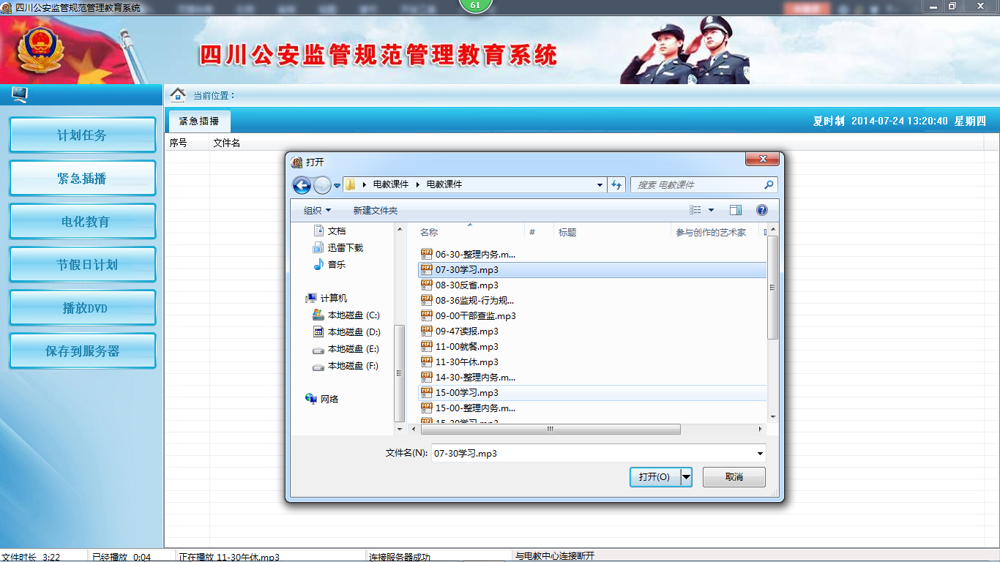 四川公安监管规范管理教育系统
61
四川公安监管规范管理教育系统
当前位置：
计划任务
紧急插播
电化教育
节假日计划
播放DVD
保存到服务器
紧急插播
夏时制 2014-07-24 13:20:40 星期四
序号 文件名
打开
电教课件 电教课件
搜索 电教课件
组织 新建文件夹
文档
迅雷下载
音乐
计算机
本地磁盘 (C:)
本地磁盘 (D:)
本地磁盘 (E:)
本地磁盘 (F:)
网络
名称 # 标题 参与创作的艺术家
06-30-整理内务.m...
07-30学习.mp3
08-30反省.mp3
08-36监规-行为规...
09-00干部查监.mp3
09-47读报.mp3
11-00就餐.mp3
11-30午休.mp3
14-30-整理内务.m...
15-00学习.mp3
15-00-整理内务.m...
15-30学习.mp3
文件名(N): 07-30学习.mp3
打开(O) 取消
文件时长 3:22 已经播放 0:04 正在播放 11-30午休.mp3 连接服务器成功 与电教中心连接断开